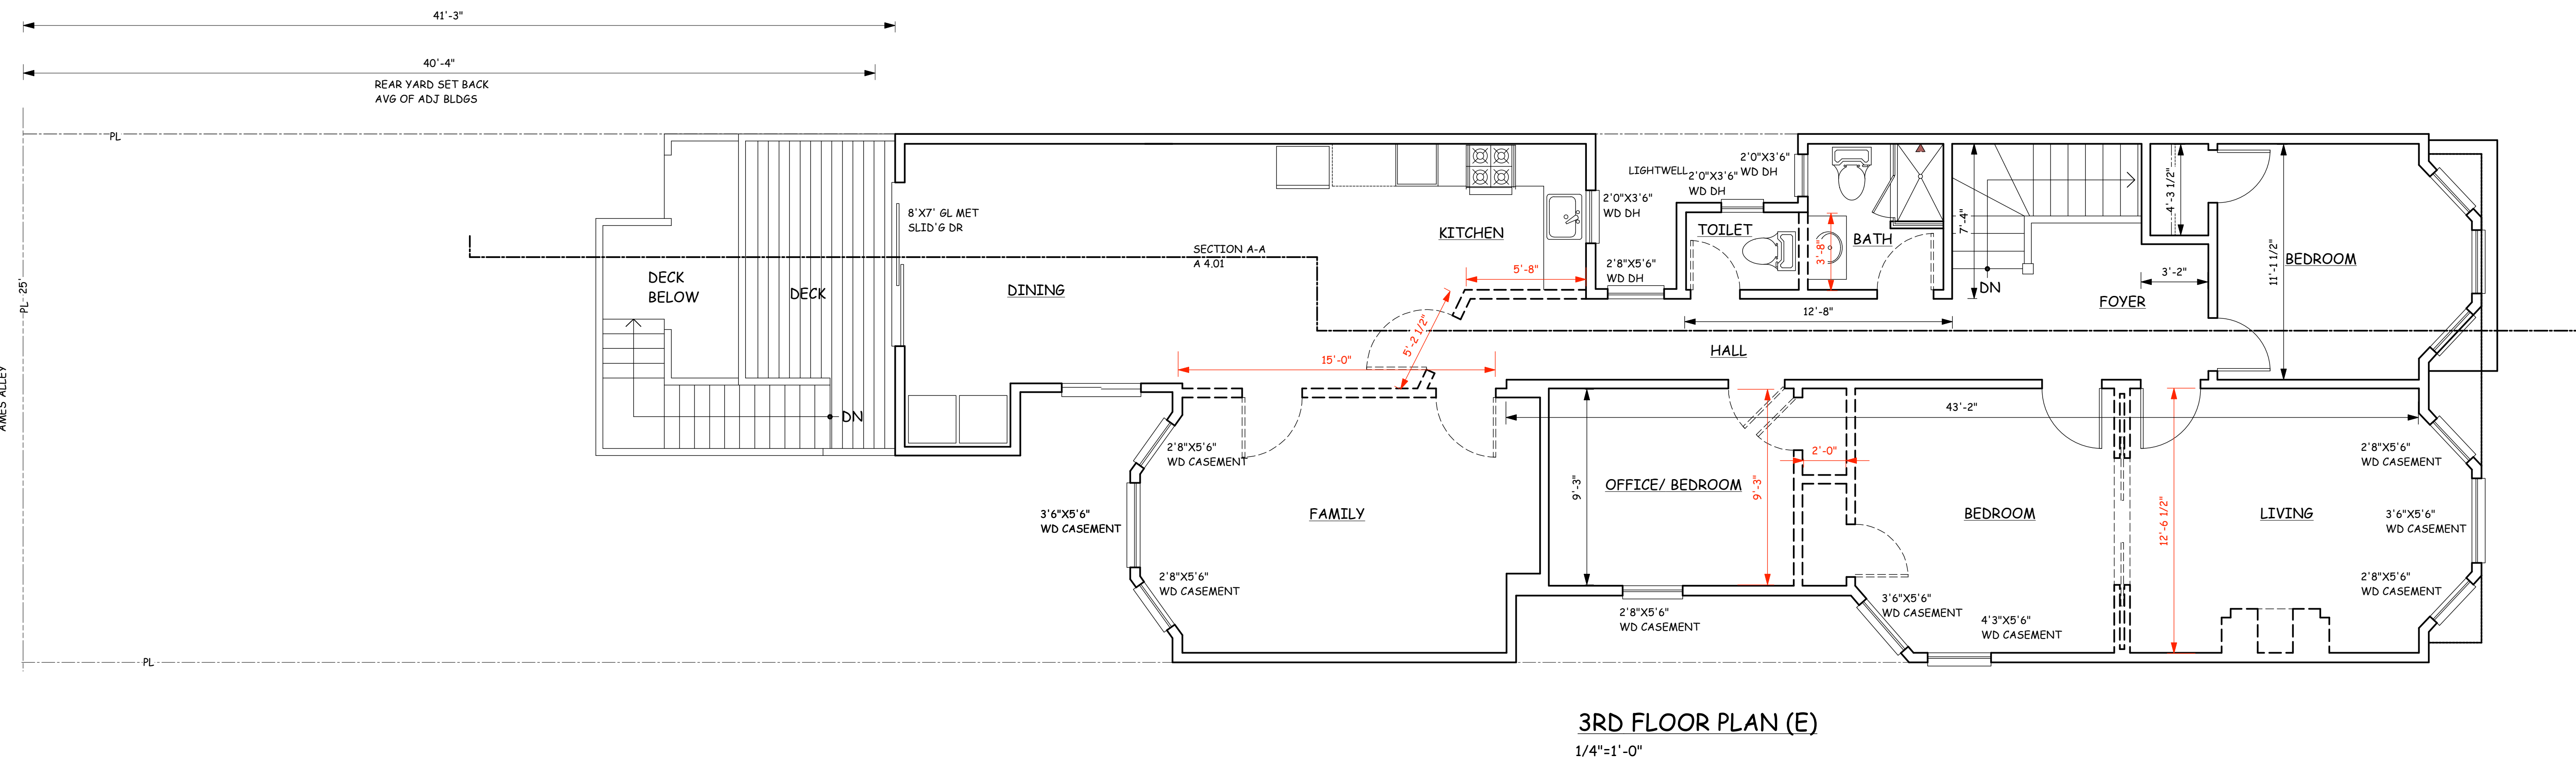 41'-3"
40'-4"
REAR YARD SET BACK
AVG OF ADJ BLDGS
PL
PL 25'
AMES ALLEY
DECK
BELOW
DECK
DN
8'X7' GL MET
SLID'G DR
DINING
SECTION A-A
A 4.01
KITCHEN
5'-8"
5'-2 1/2"
15'-0"
LIGHTWELL
2'0"X3'6"
WD DH
2'0"X3'6"
WD DH
2'0"X3'6"
WD DH
2'8"X5'6"
WD DH
TOILET
3'-8"
BATH
12'-8"
7'-4"
DN
4'-3 1/2"
3'-2"
FOYER
11'-1 1/2"
BEDROOM
HALL
43'-2"
2'8"X5'6"
WD CASEMENT
3'6"X5'6"
WD CASEMENT
2'8"X5'6"
WD CASEMENT
FAMILY
9'-3"
OFFICE/ BEDROOM
9'-3"
2'-0"
2'8"X5'6"
WD CASEMENT
BEDROOM
3'6"X5'6"
WD CASEMENT
4'3"X5'6"
WD CASEMENT
12'-6 1/2"
LIVING
2'8"X5'6"
WD CASEMENT
3'6"X5'6"
WD CASEMENT
2'8"X5'6"
WD CASEMENT
PL
3RD FLOOR PLAN (E)
1/4"=1'-0"